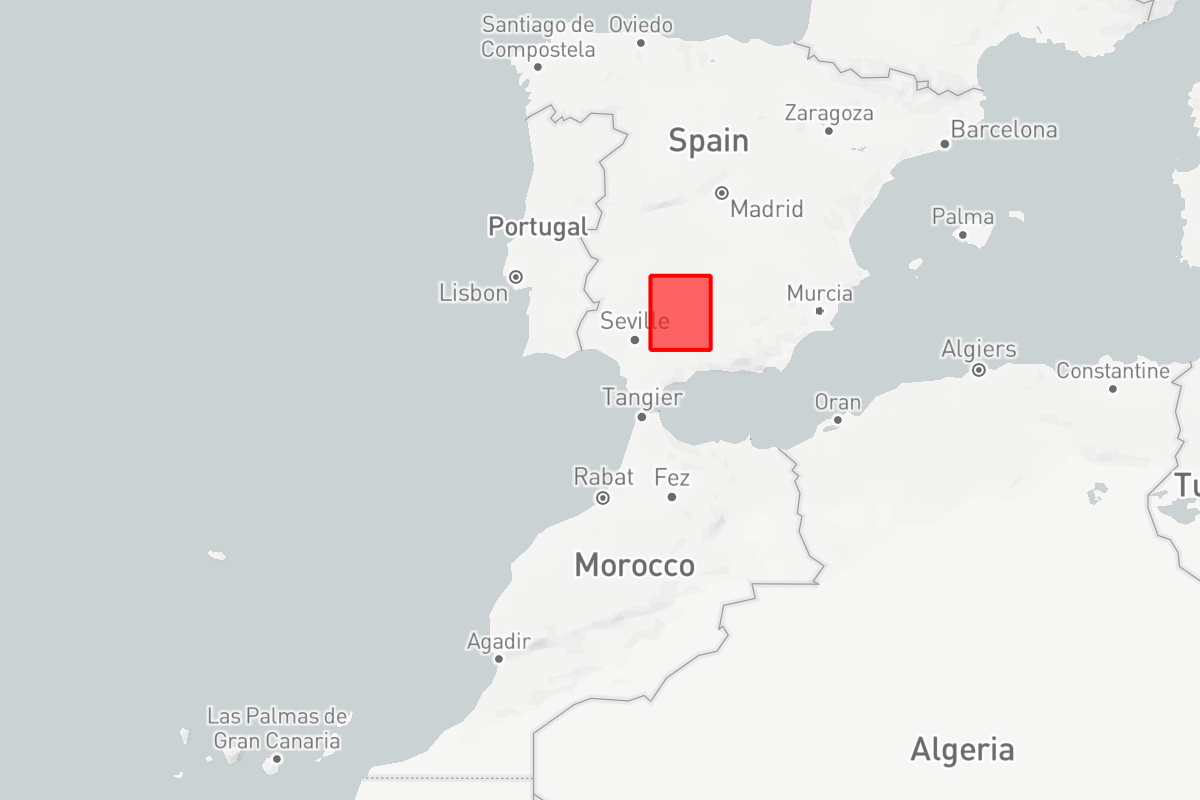 Santiago de
Compostela
Oviedo
Zaragoza
Barcelona
Spain
Madrid
Palma
Portugal
Lisbon
Murcia
Seville
Algiers
Constantine
Tangier
Oran
Rabat
Fez
Tu
Morocco
Agadir
Las Palmas de
Gran Canaria
Algeria